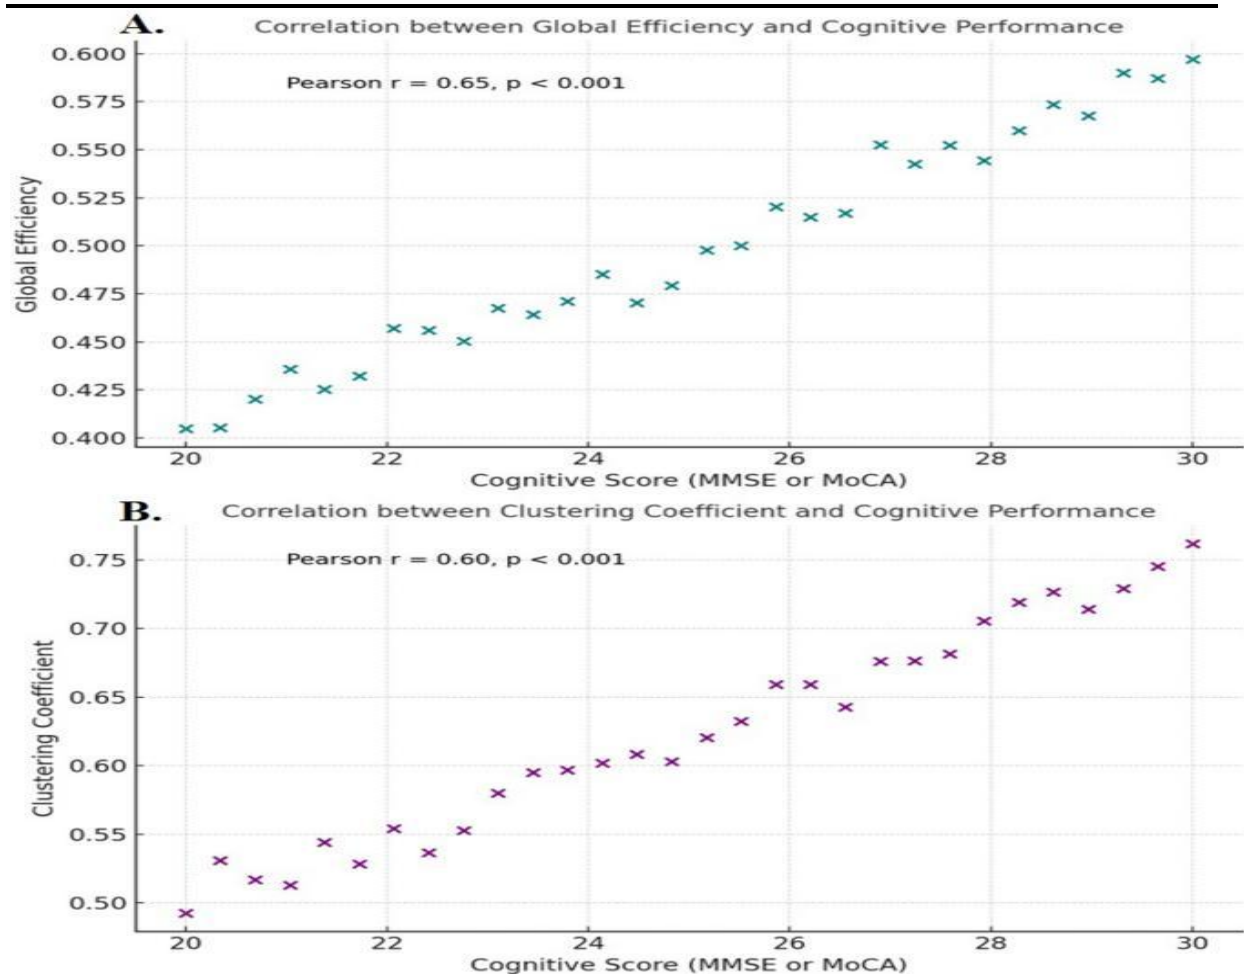 A.
Correlation between Global Efficiency and Cognitive Performance
Pearson r = 0.65, p < 0.001
Global Efficiency
0.600
0.575
0.550
0.525
0.500
0.475
0.450
0.425
0.400
20 22 24 26 28 30
Cognitive Score (MMSE or MoCA)
B.
Correlation between Clustering Coefficient and Cognitive Performance
Pearson r = 0.60, p < 0.001
Clustering Coefficient
0.75
0.70
0.65
0.60
0.55
0.50
20 22 24 26 28 30
Cognitive Score (MMSE or MoCA)